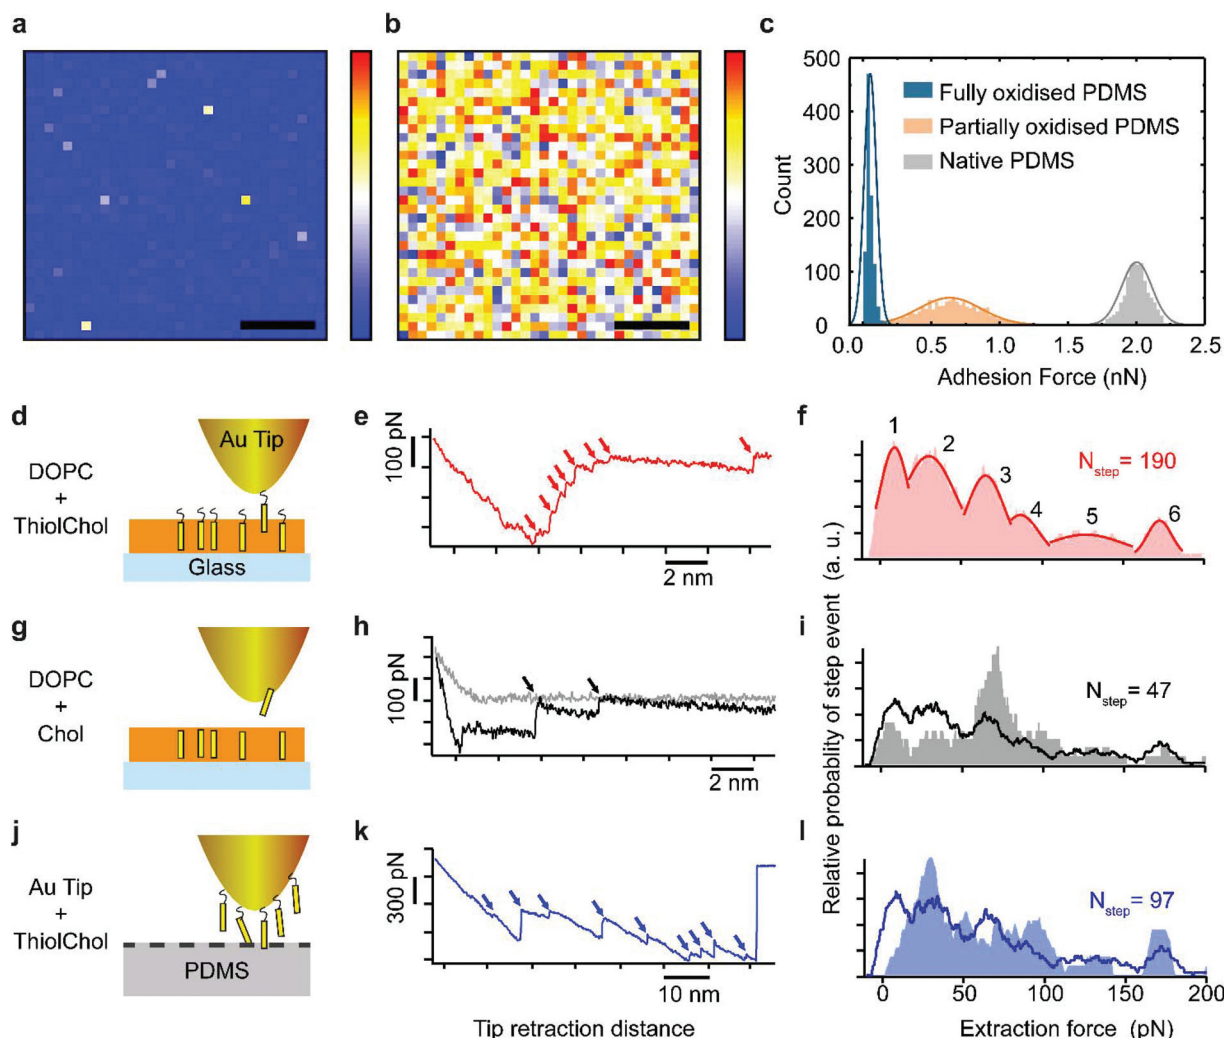 a
b
c
500
400
300
200
100
0
Count
Fully oxidised PDMS
Partially oxidised PDMS
Native PDMS
0.0 0.5 1.0 1.5 2.0 2.5
Adhesion Force (nN)
d
DOPC
+
ThiolChol
Au Tip
Glass
e
100 pN
2 nm
f
1 2 3 4 5 6
Nstep = 190
g
DOPC
+
Chol
h
100 pN
2 nm
i
Nstep = 47
j
Au Tip
+
ThiolChol
PDMS
k
300 pN
10 nm
Tip retraction distance
l
Nstep = 97
0 50 100 150 200
Extraction force (pN)
Relative probability of step event (a. u.)